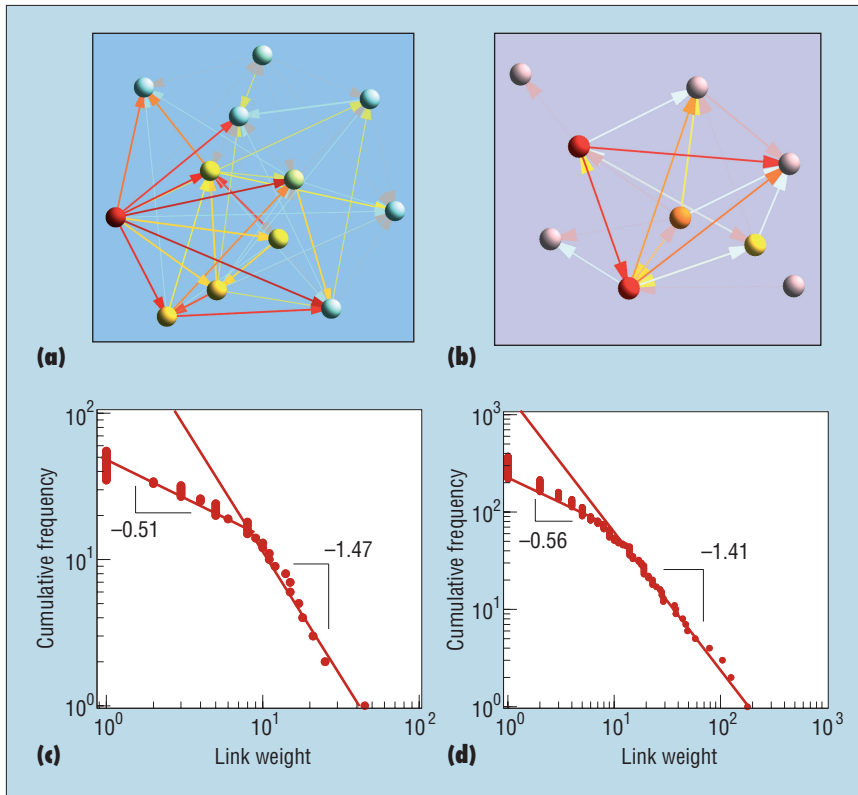 (a)
(b)
10²
Cumulative frequency
10¹
10⁰
–0.51
–1.47
10⁰
10¹
10²
Link weight
(c)
10³
Cumulative frequency
10²
10¹
10⁰
–0.56
–1.41
10⁰
10¹
10²
10³
Link weight
(d)